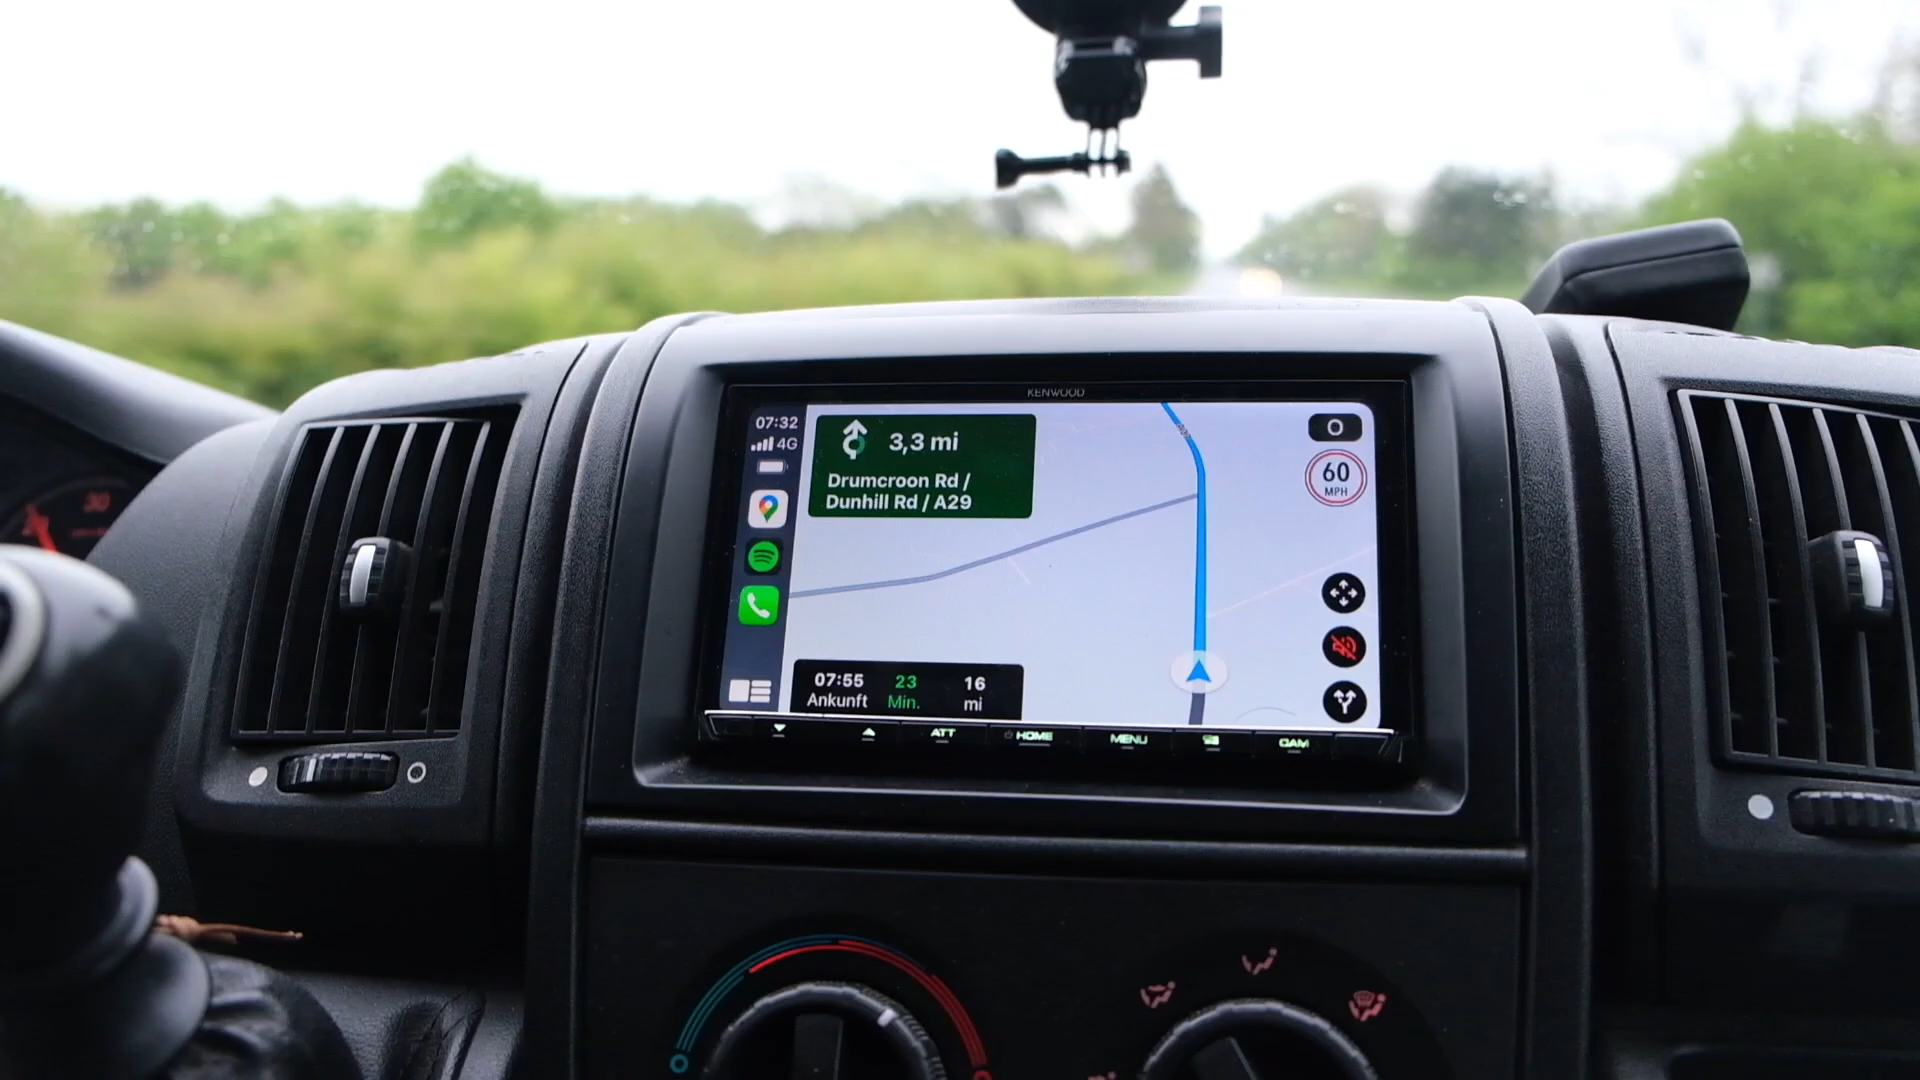 KENWOOD
07:32
4G
3,3 mi
Drumcroon Rd /
Dunhill Rd / A29
O
60
MPH
07:55 23 16
Ankunft Min. mi
ATT HOME MENU CAM
30